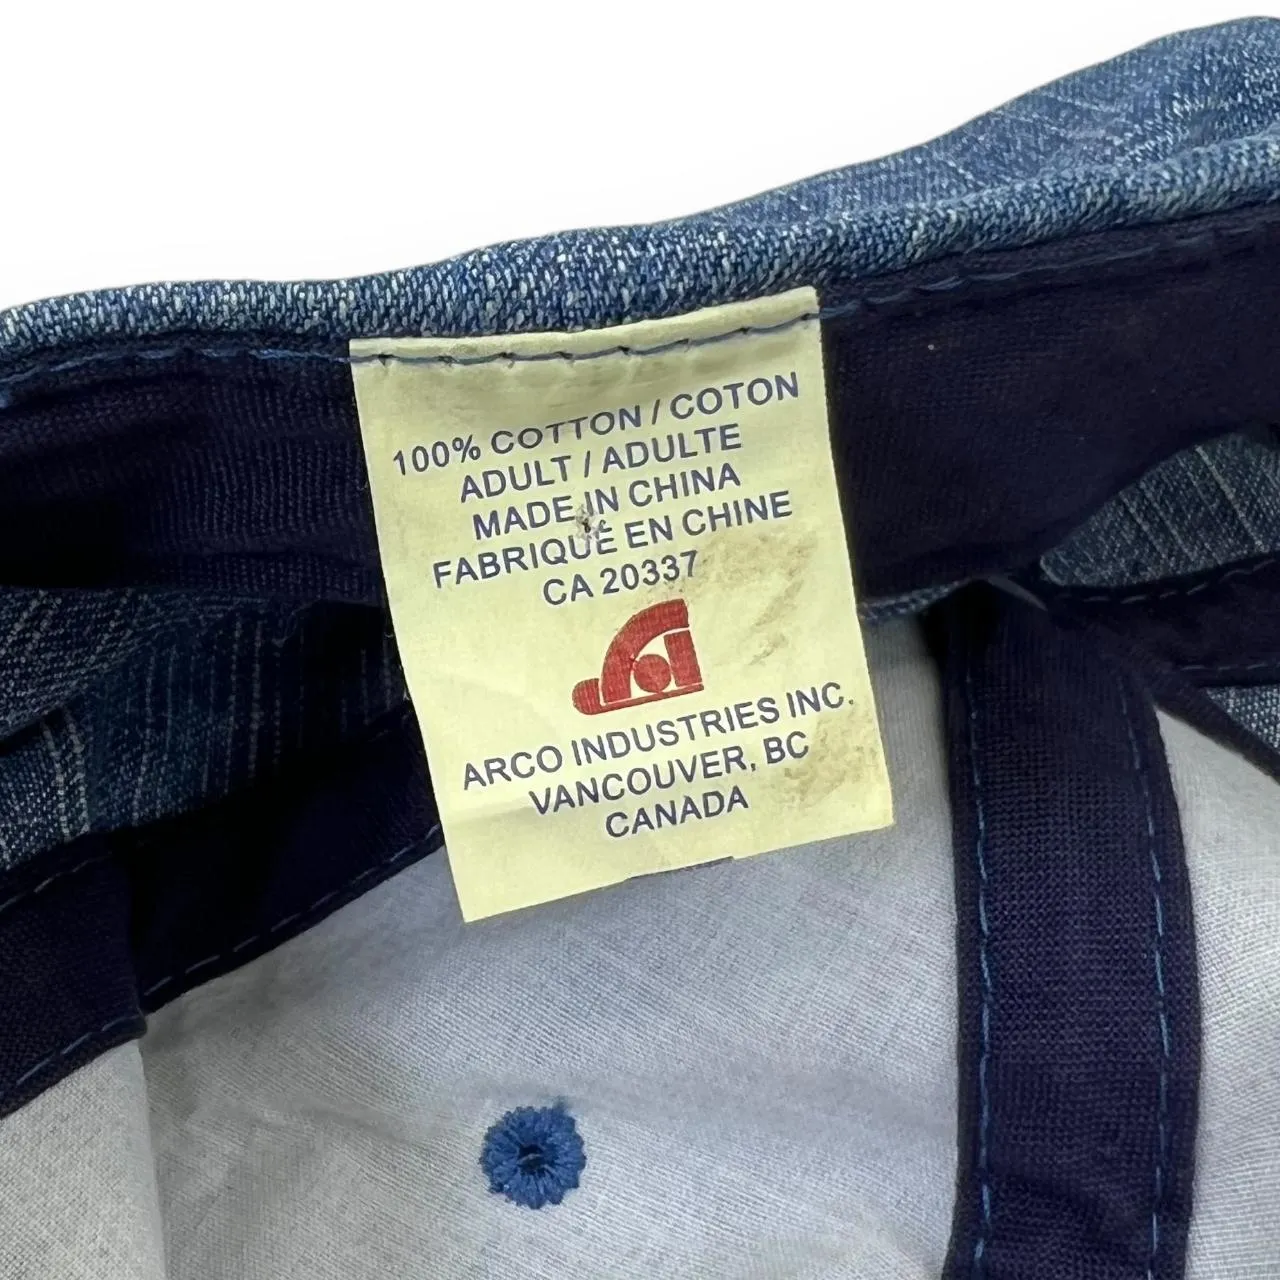 100% COTTON / COTON
ADULT / ADULTE
MADE IN CHINA
FABRIQUÉ EN CHINE
CA 20337
ARCO INDUSTRIES INC.
VANCOUVER, BC
CANADA